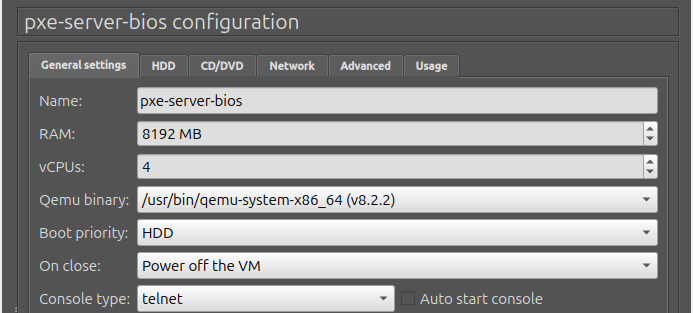 pxe-server-bios configuration
General settings HDD CD/DVD Network Advanced Usage
Name: pxe-server-bios
RAM: 8192 MB
vCPUs: 4
Qemu binary: /usr/bin/qemu-system-x86_64 (v8.2.2)
Boot priority: HDD
On close: Power off the VM
Console type: telnet Auto start console